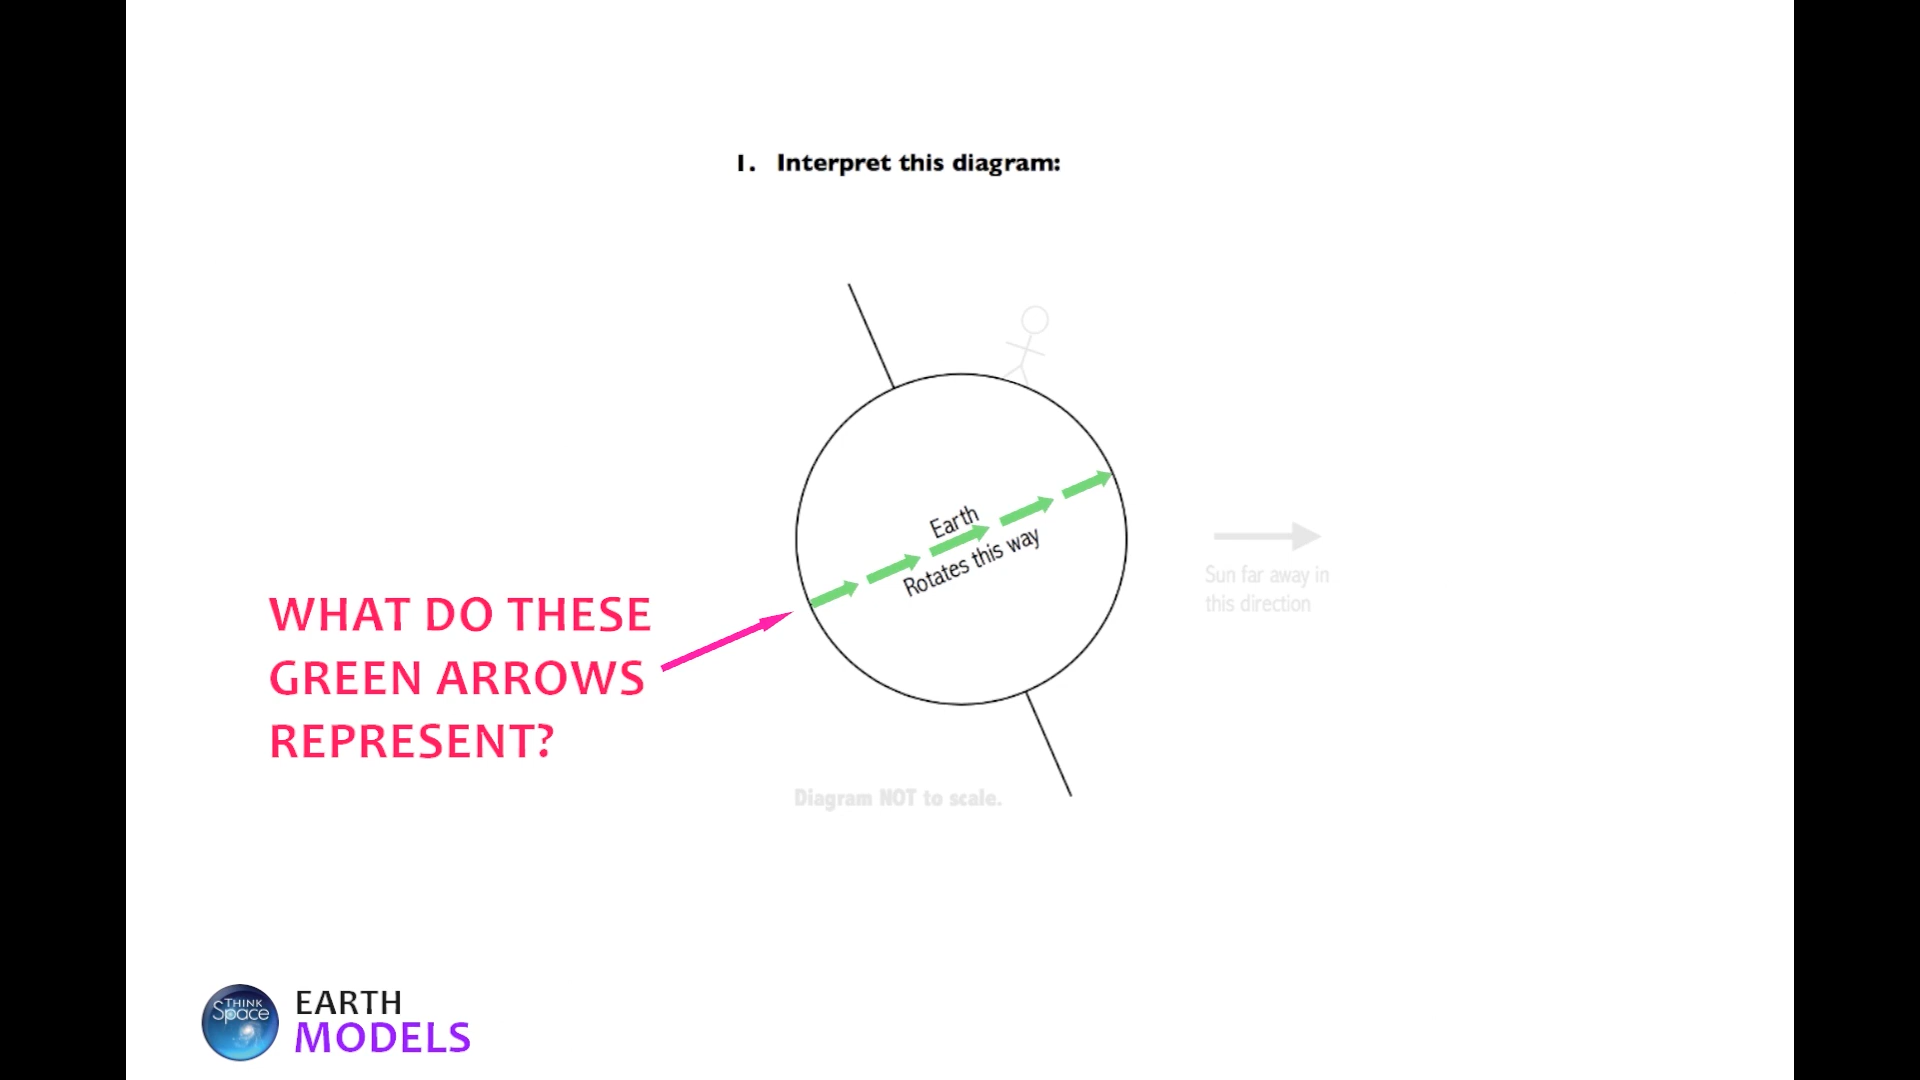 1. Interpret this diagram:
Earth
Rotates this way
Sun far away in
this direction
WHAT DO THESE
GREEN ARROWS
REPRESENT?
Diagram NOT to scale.
THINK
Space
EARTH
MODELS